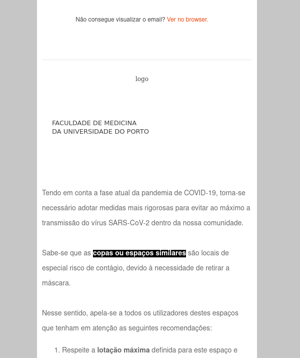 Não consegue visualizar o email? Ver no browser.
logo
FACULDADE DE MEDICINA
DA UNIVERSIDADE DO PORTO
Tendo em conta a fase atual da pandemia de COVID-19, torna-se
necessário adotar medidas mais rigorosas para evitar ao máximo a
transmissão do vírus SARS-CoV-2 dentro da nossa comunidade.
Sabe-se que as copas ou espaços similares são locais de
especial risco de contágio, devido à necessidade de retirar a
máscara.
Nesse sentido, apela-se a todos os utilizadores destes espaços
que tenham em atenção as seguintes recomendações:
1. Respeite a lotação máxima definida para este espaço e